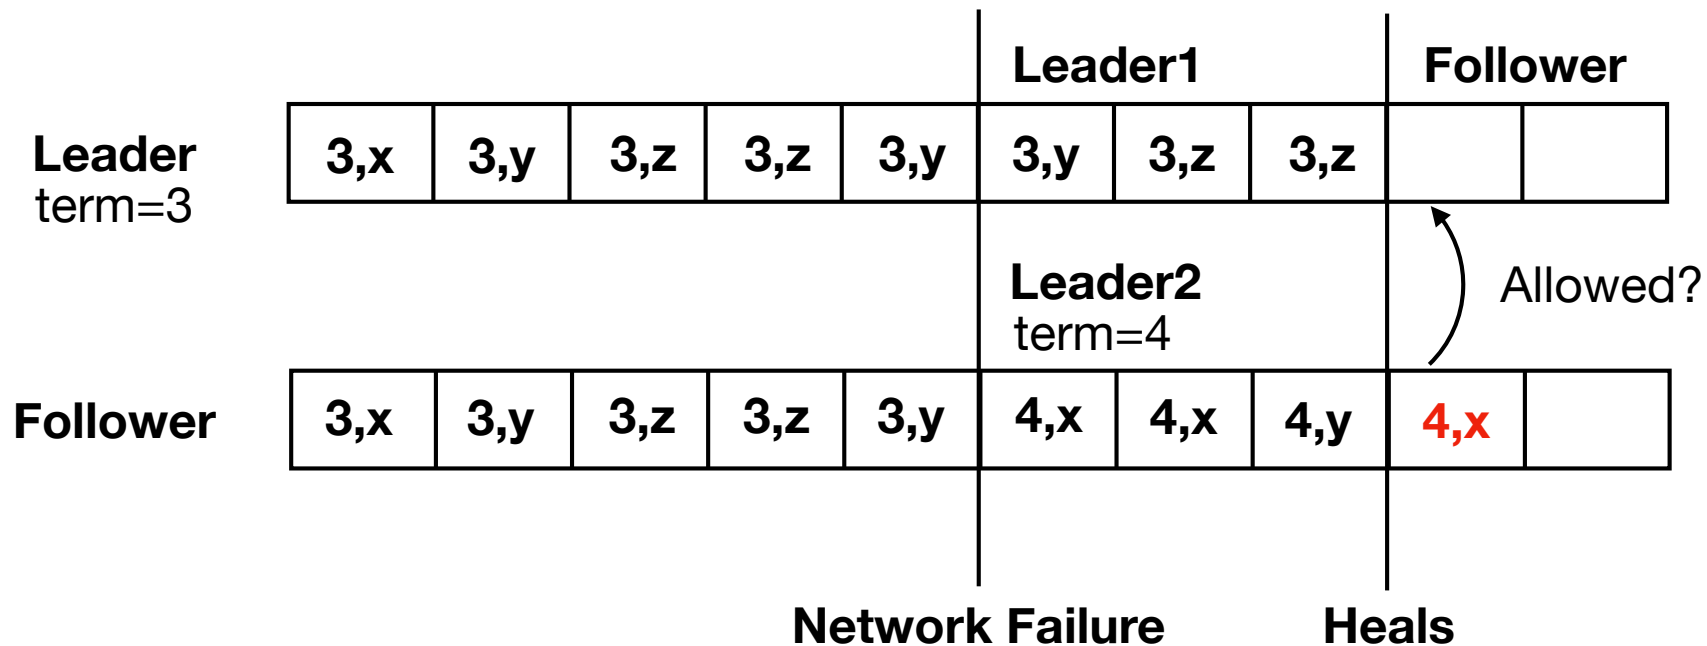 Leader1
Follower
Leader
term=3
3,x 3,y 3,z 3,z 3,y 3,y 3,z 3,z
Leader2
term=4
Allowed?
Follower
3,x 3,y 3,z 3,z 3,y 4,x 4,x 4,y 4,x
Network Failure
Heals